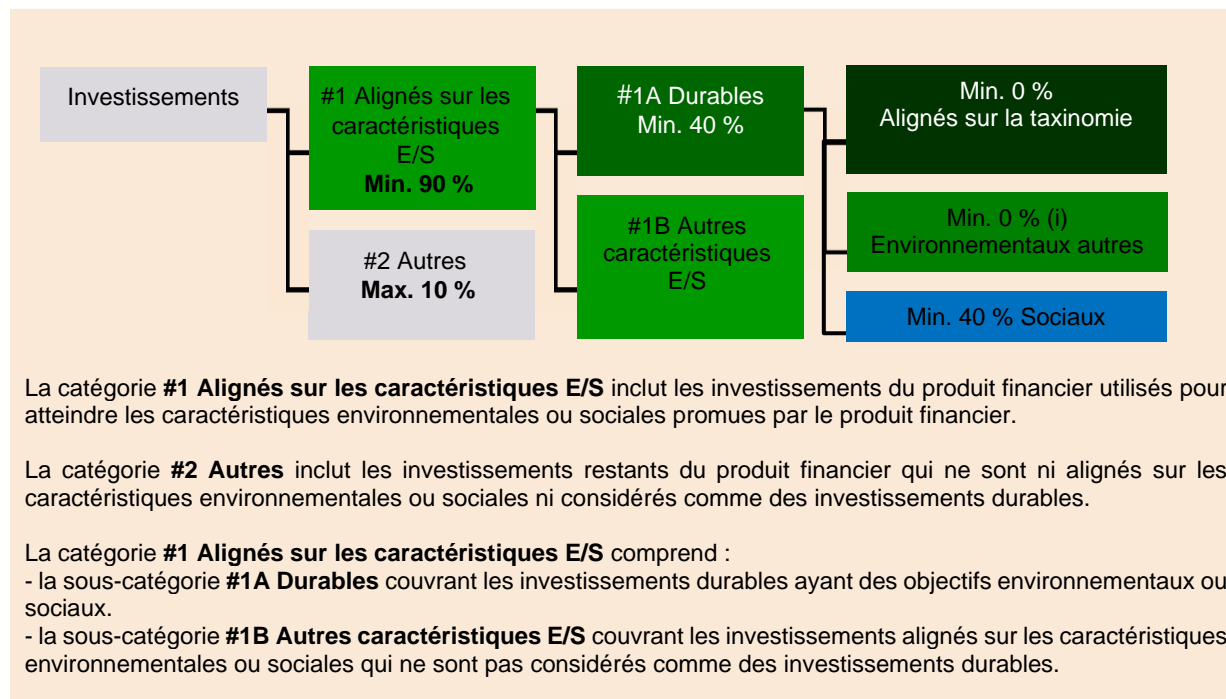 Investissements
#1 Alignés sur les
caractéristiques
E/S
Min. 90 %
#2 Autres
Max. 10 %
#1A Durables
Min. 40 %
#1B Autres
caractéristiques
E/S
Min. 0 %
Alignés sur la taxinomie
Min. 0 % (i)
Environnementaux autres
Min. 40 % Sociaux
La catégorie #1 Alignés sur les caractéristiques E/S inclut les investissements du produit financier utilisés pour
atteindre les caractéristiques environnementales ou sociales promues par le produit financier.
La catégorie #2 Autres inclut les investissements restants du produit financier qui ne sont ni alignés sur les
caractéristiques environnementales ou sociales ni considérés comme des investissements durables.
La catégorie #1 Alignés sur les caractéristiques E/S comprend :
- la sous-catégorie #1A Durables couvrant les investissements durables ayant des objectifs environnementaux ou
sociaux.
- la sous-catégorie #1B Autres caractéristiques E/S couvrant les investissements alignés sur les caractéristiques
environnementales ou sociales qui ne sont pas considérés comme des investissements durables.